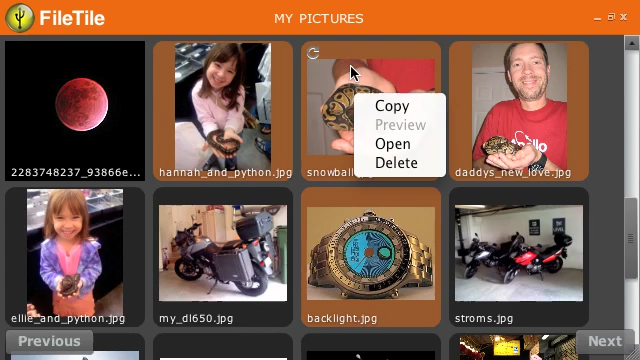 FileTile
MY PICTURES
2283748237_93866e...
hannah_and_python.jpg
daddys_new_love.jpg
Copy
Preview
Open
Delete
ellie_and_python.jpg
my_dl650.jpg
backlight.jpg
stroms.jpg
Previous
Next